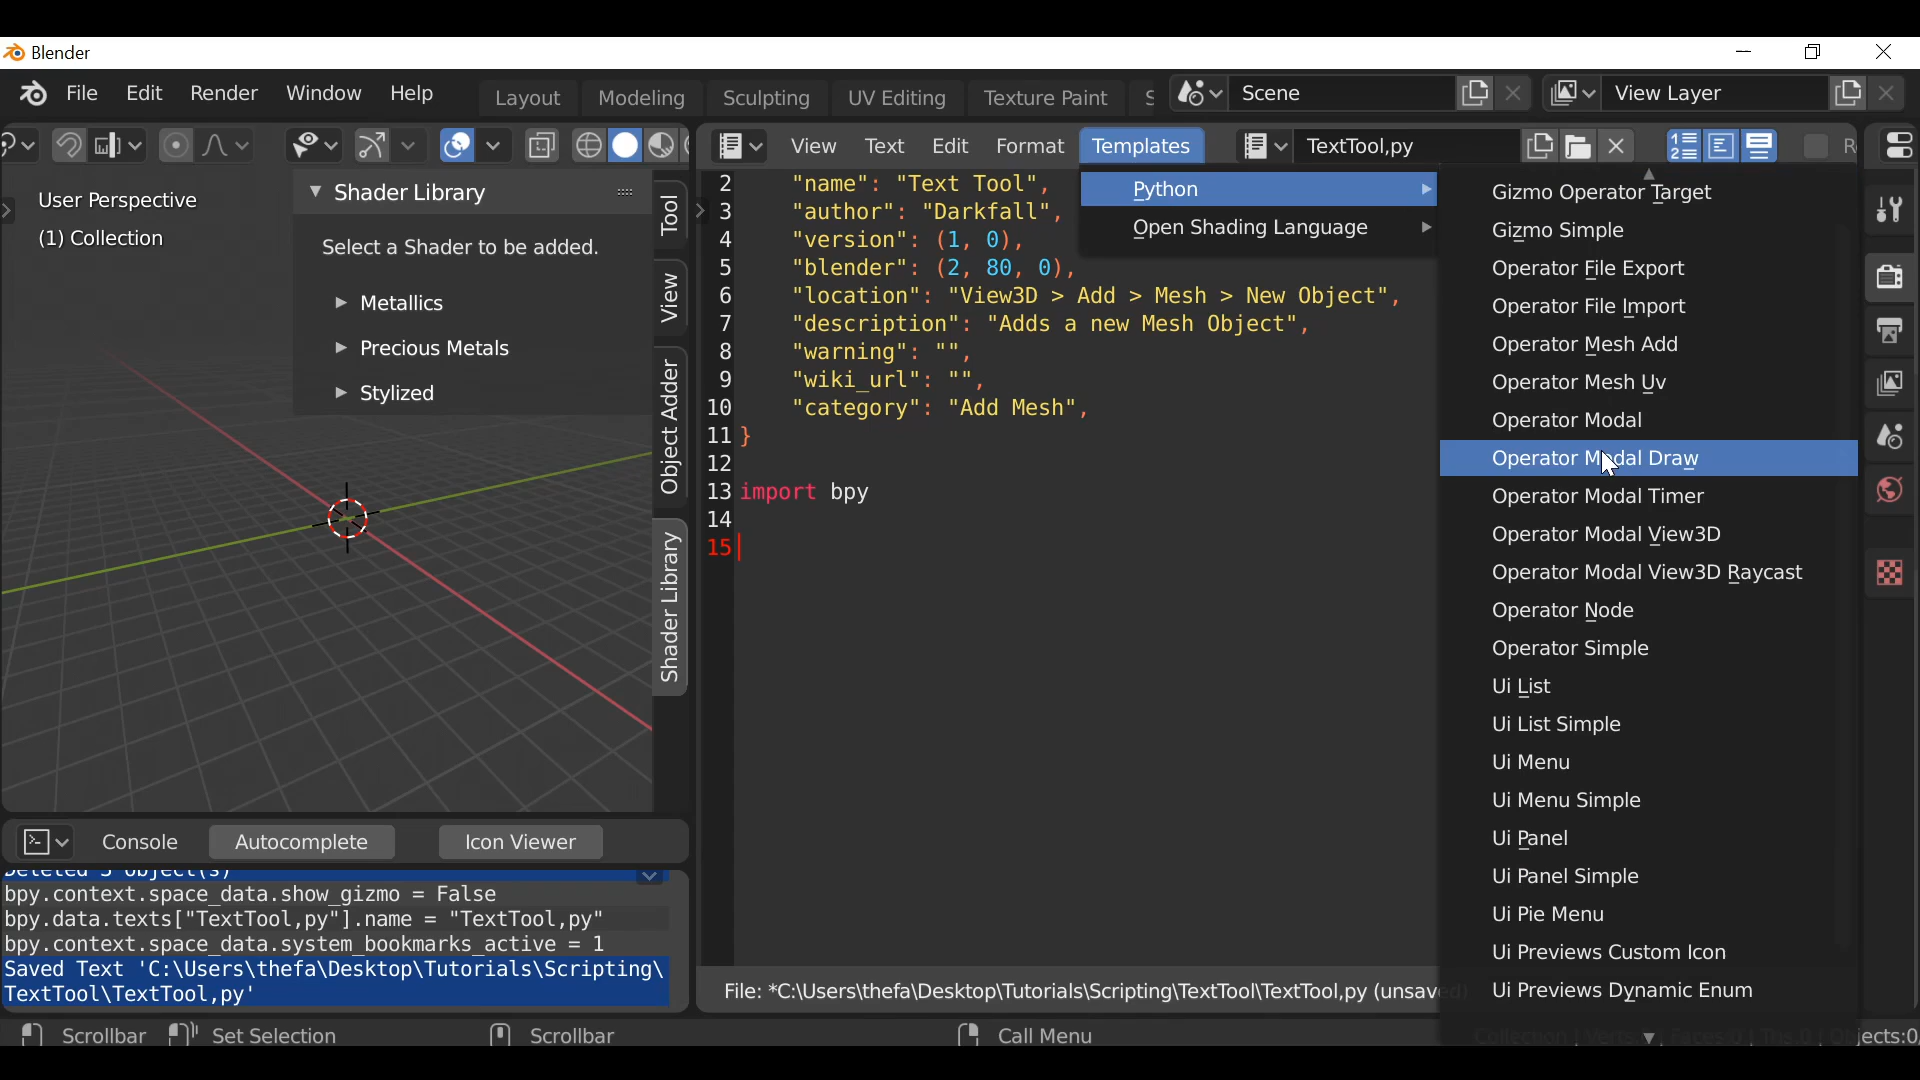 Blender
File Edit Render Window Help Layout Modeling Sculpting UV Editing Texture Paint S Scene View Layer
View Text Edit Format Templates TextTool,py
User Perspective
(1) Collection
Shader Library
Select a Shader to be added.
Metallics
Precious Metals
Stylized
Tool
View
Object Adder
Shader Library
2 "name": "Text Tool",
3 "author": "Darkfall",
4 "version": (1, 0),
5 "blender": (2, 80, 0),
6 "location": "View3D > Add > Mesh > New Object",
7 "description": "Adds a new Mesh Object",
8 "warning": "",
9 "wiki_url": "",
10 "category": "Add Mesh",
11 }
12
13 import bpy
14
15
Python
Open Shading Language
Gizmo Operator Target
Gizmo Simple
Operator File Export
Operator File Import
Operator Mesh Add
Operator Mesh Uv
Operator Modal
Operator Modal Draw
Operator Modal Timer
Operator Modal View3D
Operator Modal View3D Raycast
Operator Node
Operator Simple
Ui List
Ui List Simple
Ui Menu
Ui Menu Simple
Ui Panel
Ui Panel Simple
Ui Pie Menu
Ui Previews Custom Icon
Ui Previews Dynamic Enum
Console Autocomplete Icon Viewer
Deleted 3 object(s)
bpy.context.space_data.show_gizmo = False
bpy.data.texts["TextTool,py"].name = "TextTool,py"
bpy.context.space_data.system_bookmarks_active = 1
Saved Text 'C:\Users\thefa\Desktop\Tutorials\Scripting\
TextTool\TextTool,py'
File: *C:\Users\thefa\Desktop\Tutorials\Scripting\TextTool\TextTool,py (unsaved)
Scrollbar Set Selection Scrollbar Call Menu jects:0